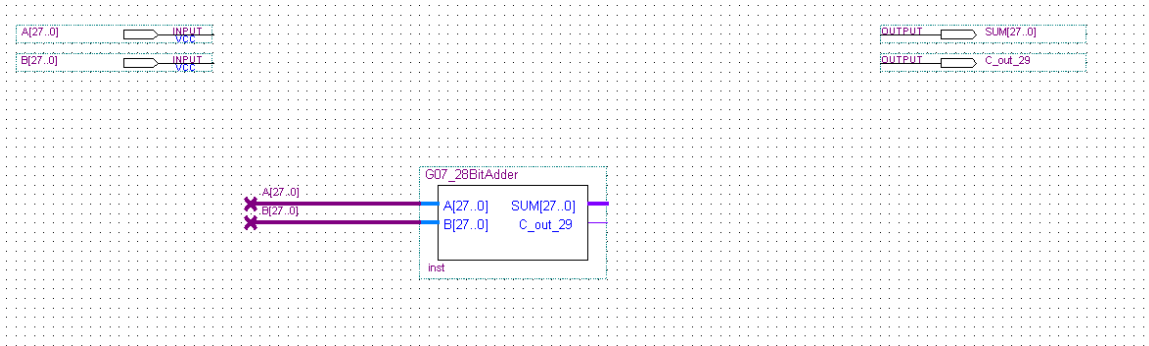 A[27..0] INPUT VCC OUTPUT SUM[27..0]
B[27..0] INPUT VCC OUTPUT C_out_29
G07_28BitAdder
A[27..0]
B[27..0]
A[27..0] SUM[27..0]
B[27..0] C_out_29
inst